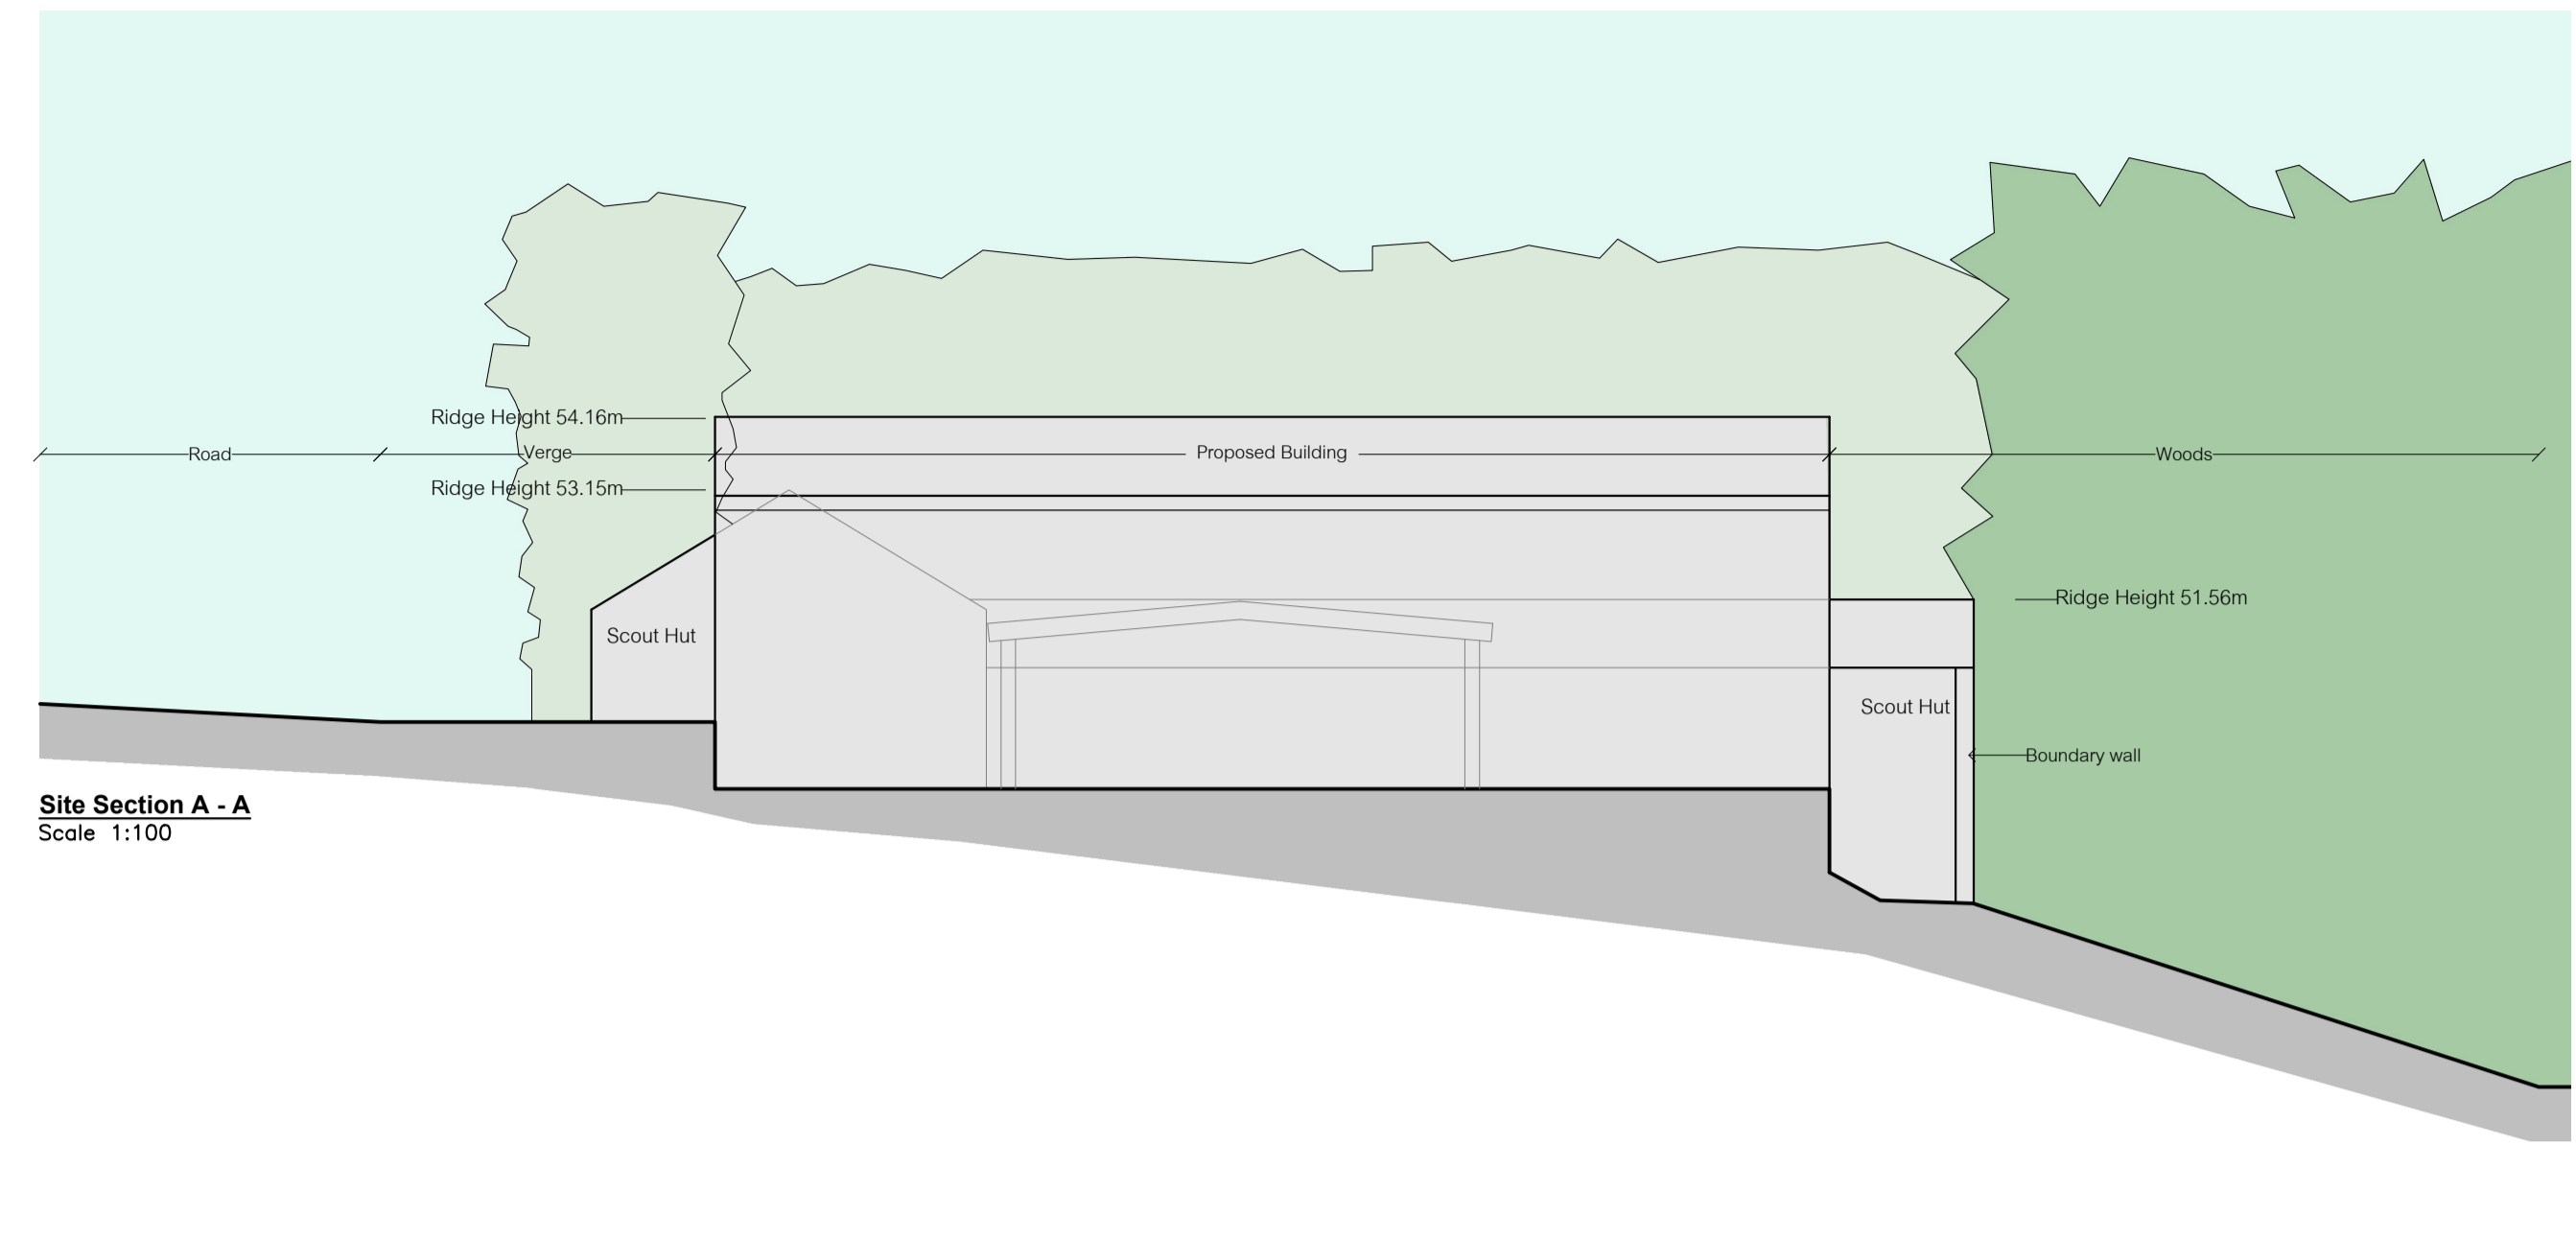 Ridge Height 54.16m
Road
Verge
Proposed Building
Woods
Ridge Height 53.15m
Ridge Height 51.56m
Scout Hut
Scout Hut
Boundary wall
Site Section A - A
Scale 1:100